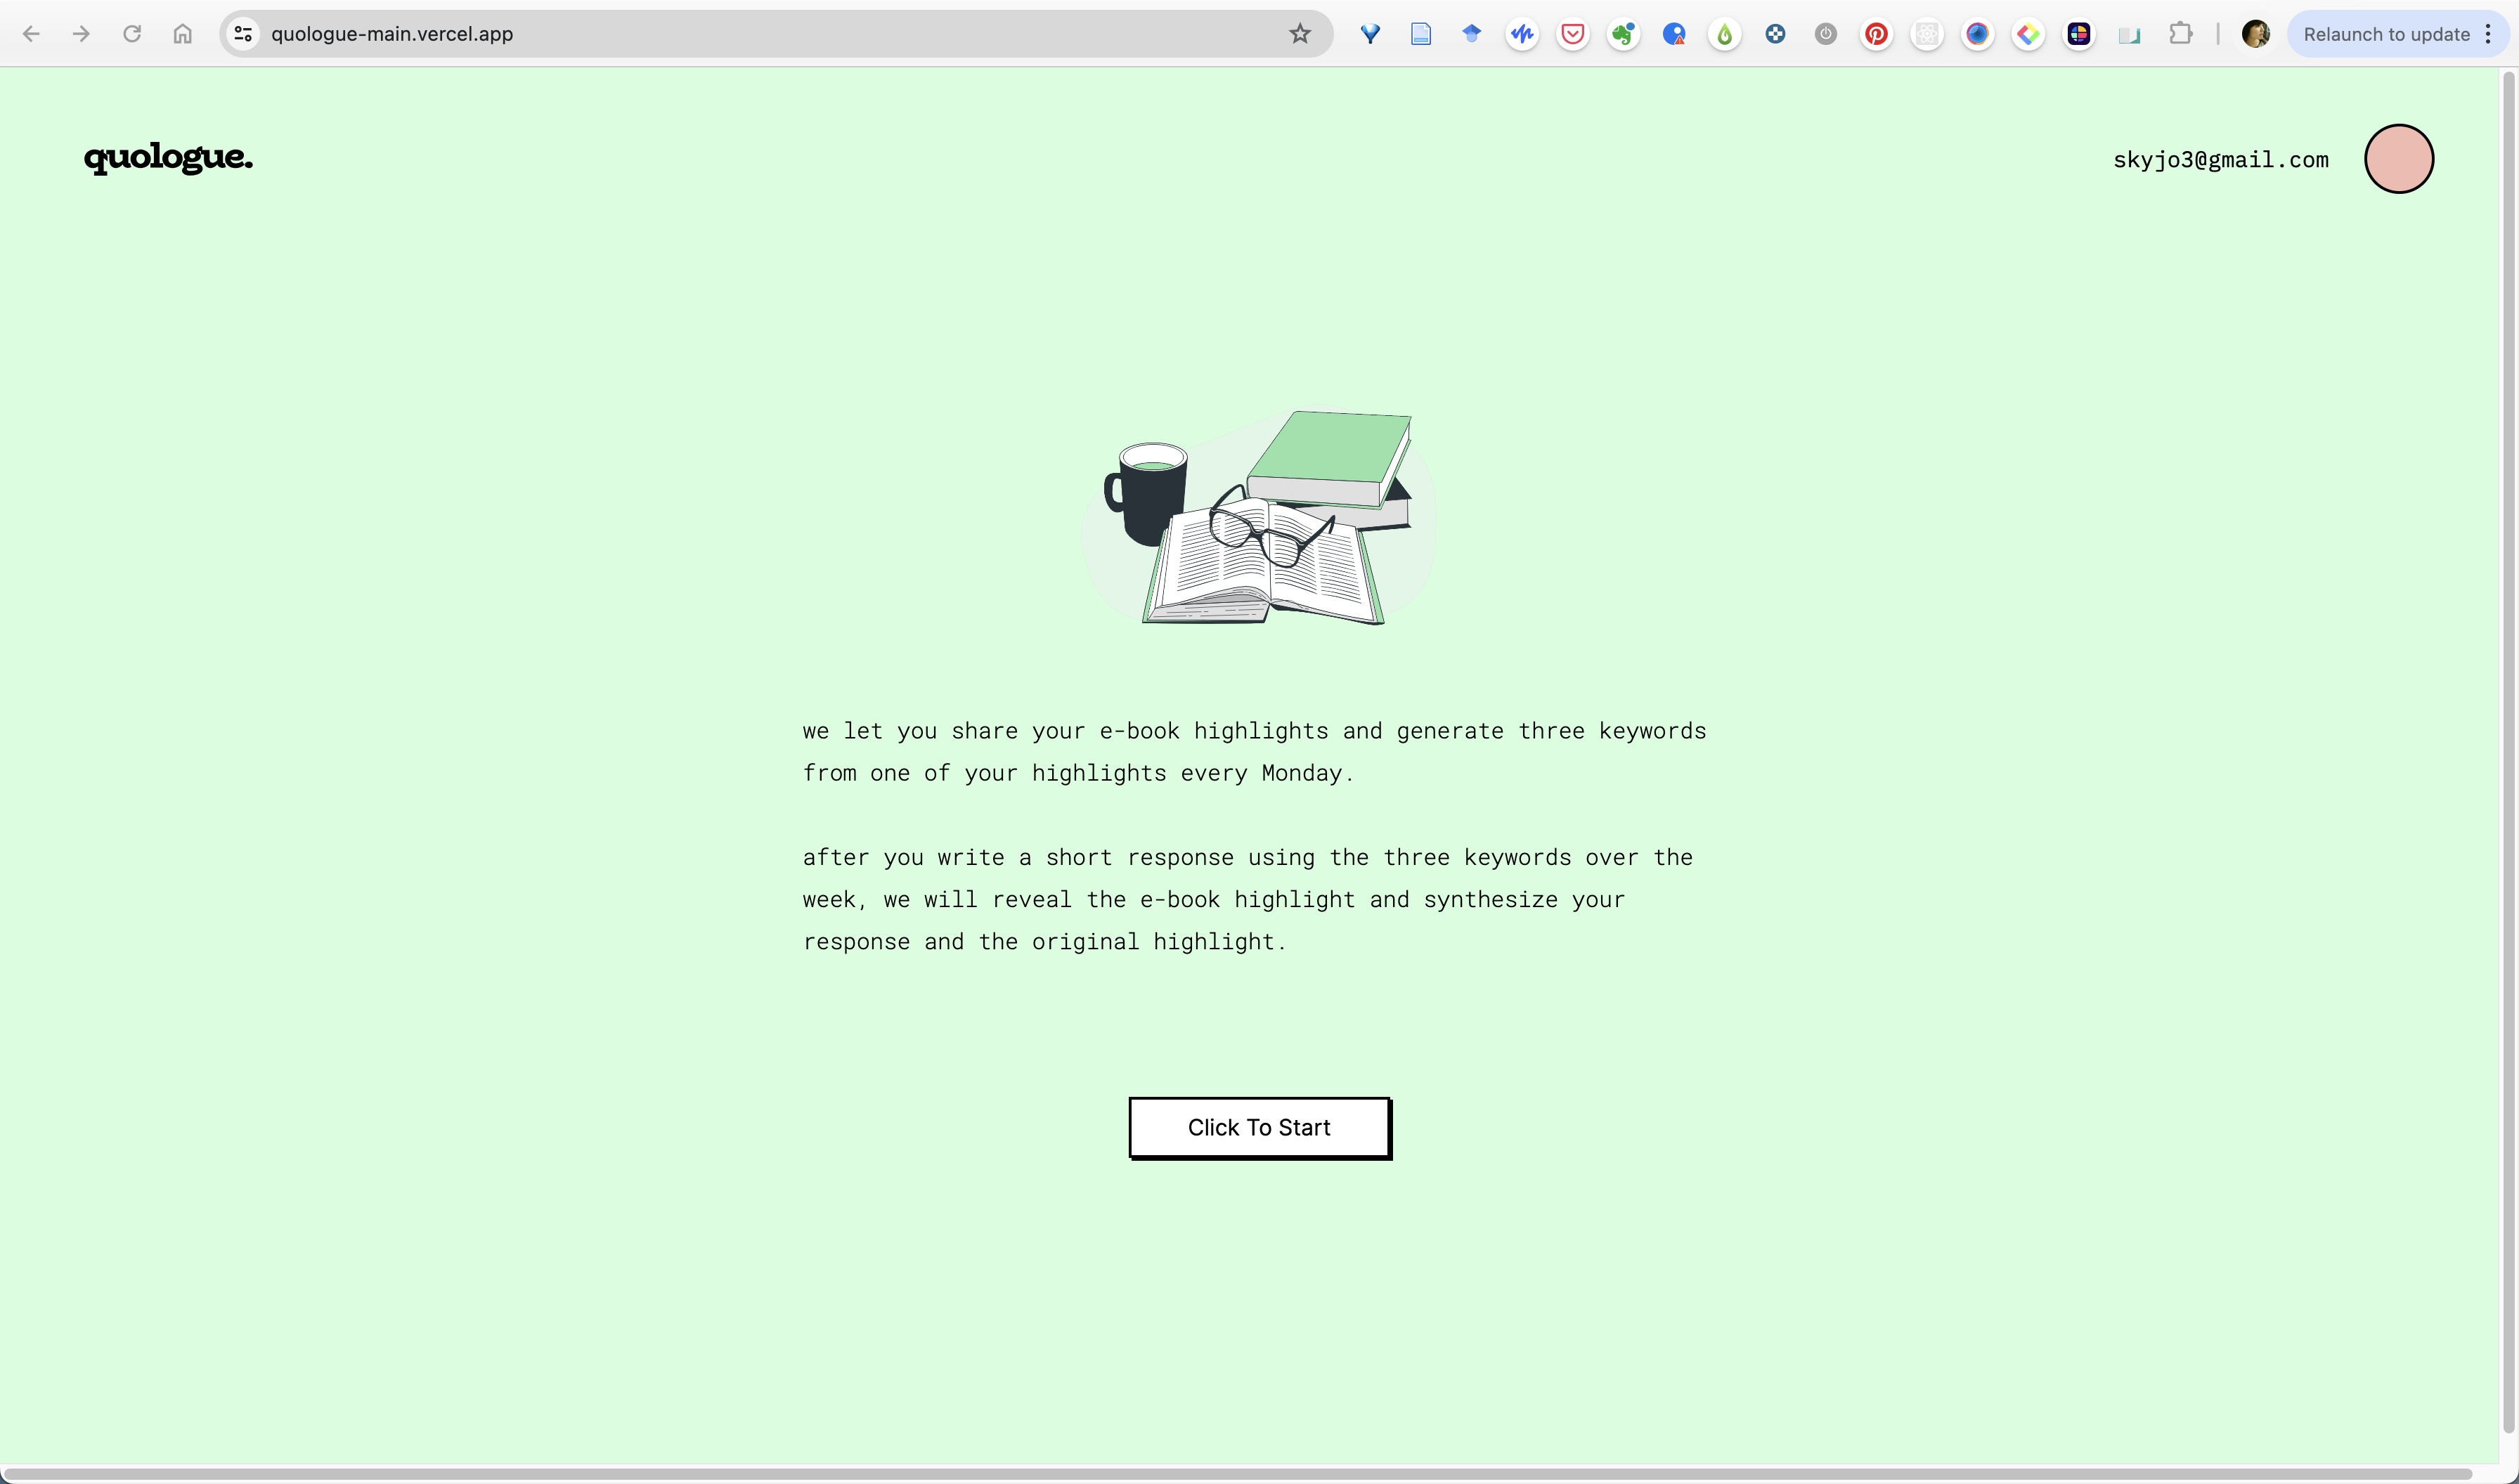 quologue-main.vercel.app
Relaunch to update
quologue.
skyjo3@gmail.com
we let you share your e-book highlights and generate three keywords
from one of your highlights every Monday.
after you write a short response using the three keywords over the
week, we will reveal the e-book highlight and synthesize your
response and the original highlight.
Click To Start